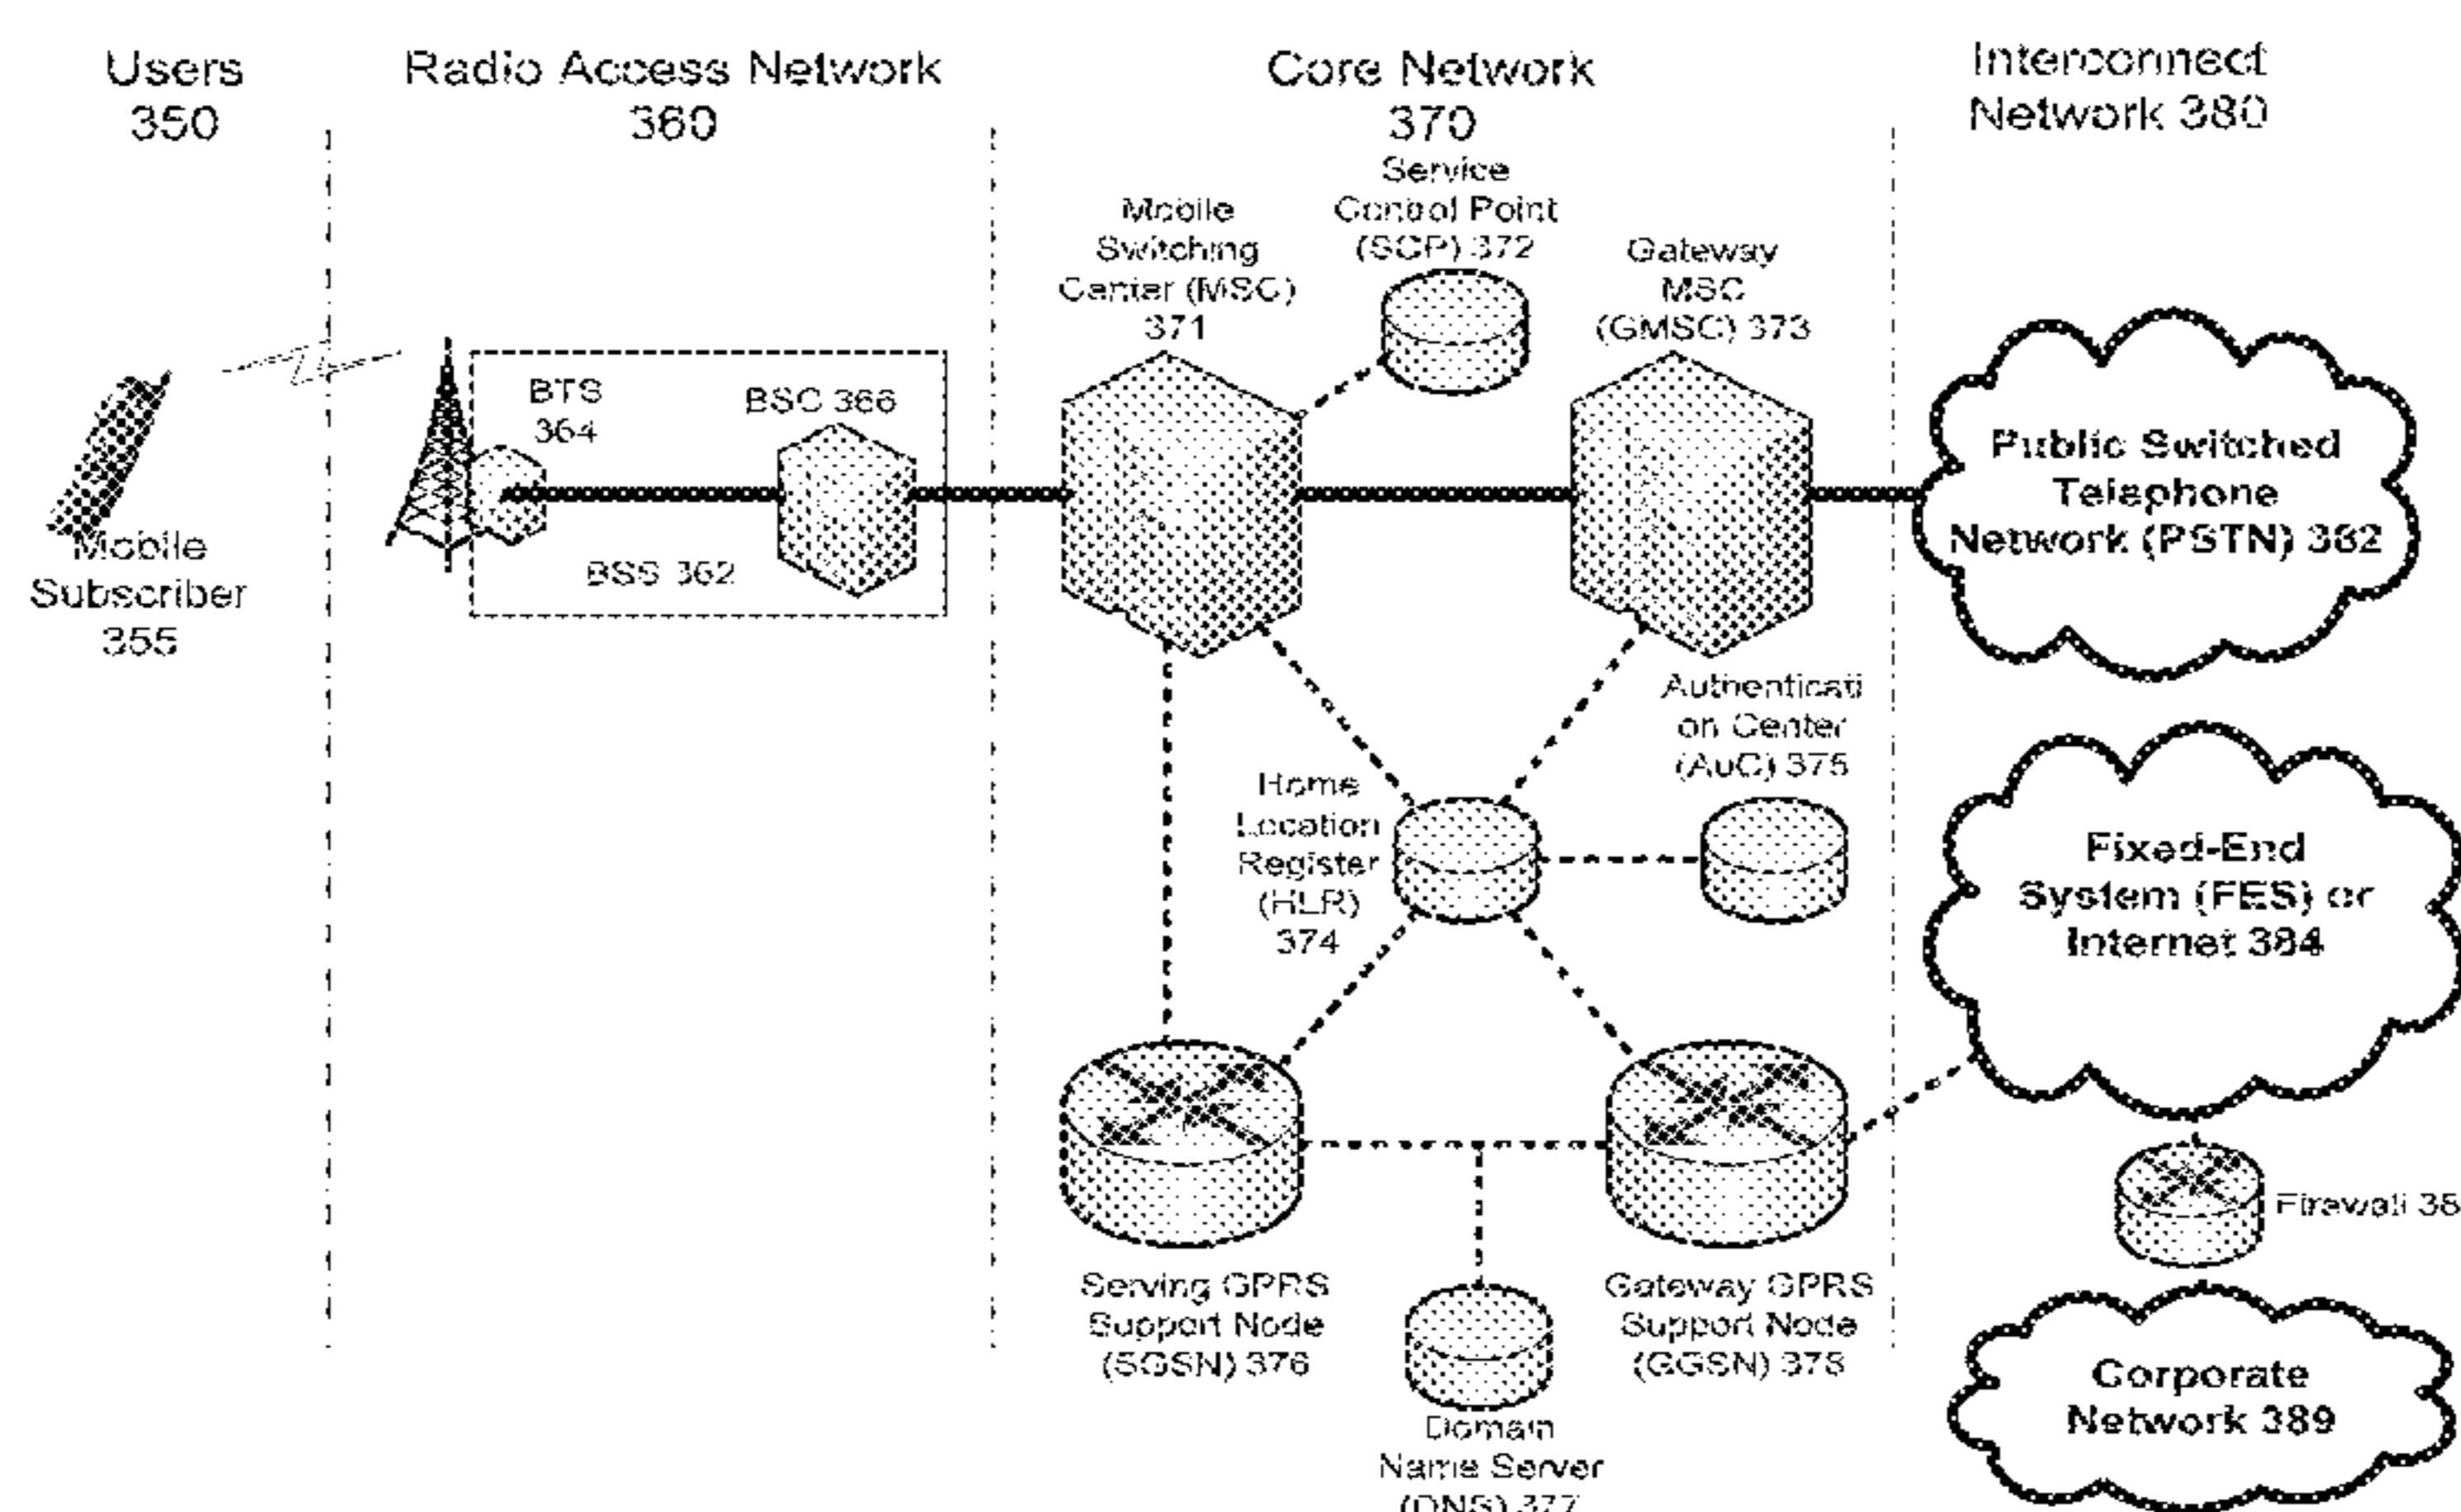 Users
350
Radio Access Network
360
Core Network
370
Interconnect
Network 380
Service
Control Point
(SCP) 372
Mobile
Switching
Center (MSC)
371
Gateway
MSC
(GMSC) 373
BTS
364
BSC 366
BSS 362
Mobile
Subscriber
355
Public Switched
Telephone
Network (PSTN) 382
Authenticati
on Center
(AuC) 375
Home
Location
Register
(HLR)
374
Fixed-End
System (FES) or
Internet 384
Firewall 38
Serving GPRS
Support Node
(SGSN) 376
Gateway GPRS
Support Node
(GGSN) 378
Domain
Name Server
(DNS) 377
Corporate
Network 389